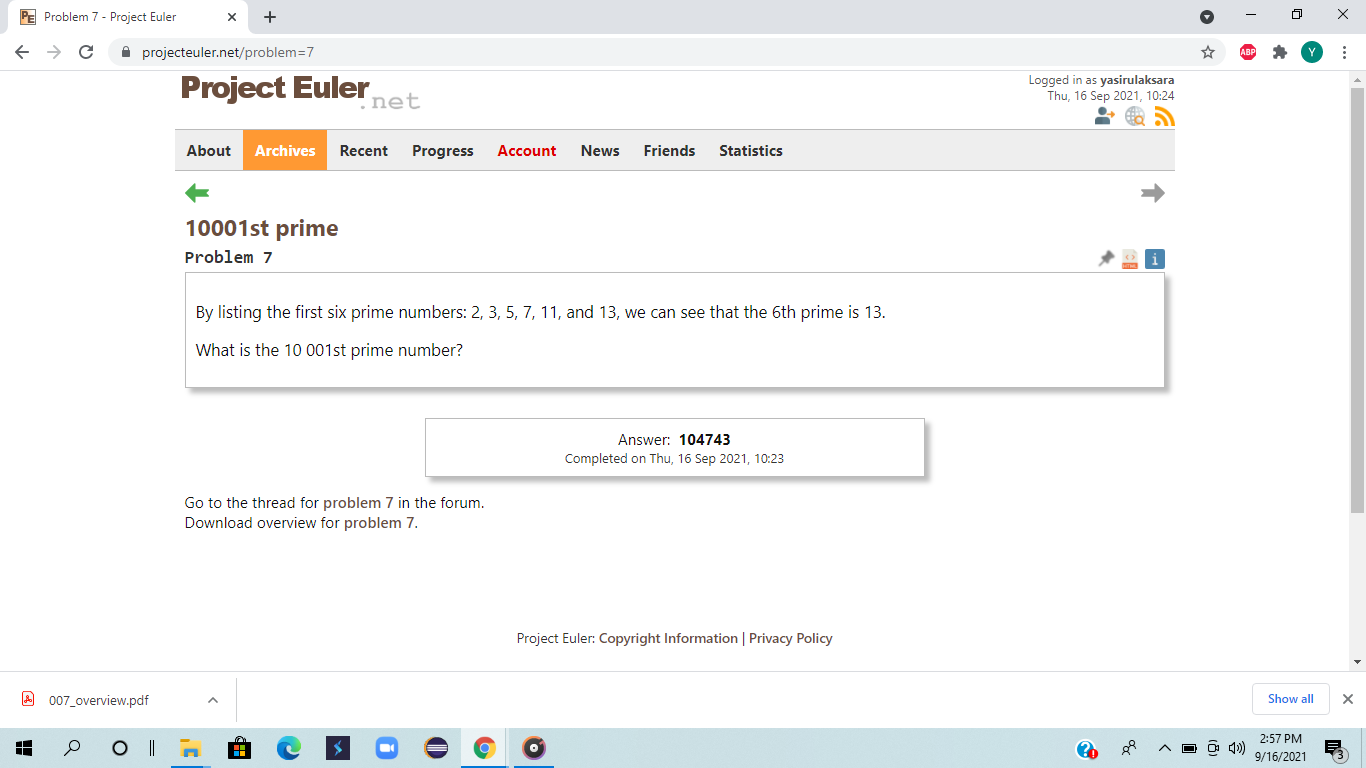 Problem 7 - Project Euler
projecteuler.net/problem=7
ABP
Y
Project Euler
.net
Logged in as yasirulaksara
Thu, 16 Sep 2021, 10:24
About Archives Recent Progress Account News Friends Statistics
10001st prime
Problem 7
By listing the first six prime numbers: 2, 3, 5, 7, 11, and 13, we can see that the 6th prime is 13.
What is the 10 001st prime number?
Answer: 104743
Completed on Thu, 16 Sep 2021, 10:23
Go to the thread for problem 7 in the forum.
Download overview for problem 7.
Project Euler: Copyright Information | Privacy Policy
007_overview.pdf
Show all
2:57 PM
9/16/2021
3